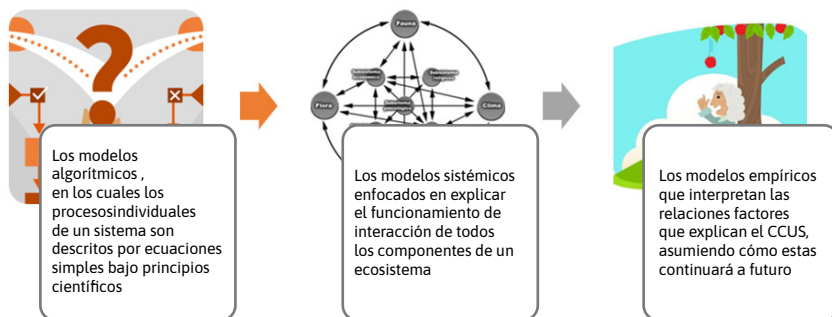 ?
Fauna
Flora
Clima
Los modelos
algorítmicos ,
en los cuales los
procesosindividuales
de un sistema son
descritos por ecuaciones
simples bajo principios
científicos
Los modelos sistémicos
enfocados en explicar
el funcionamiento de
interacción de todos
los componentes de un
ecosistema
Los modelos empíricos
que interpretan las
relaciones factores
que explican el CCUS,
asumiendo cómo estas
continuará a futuro